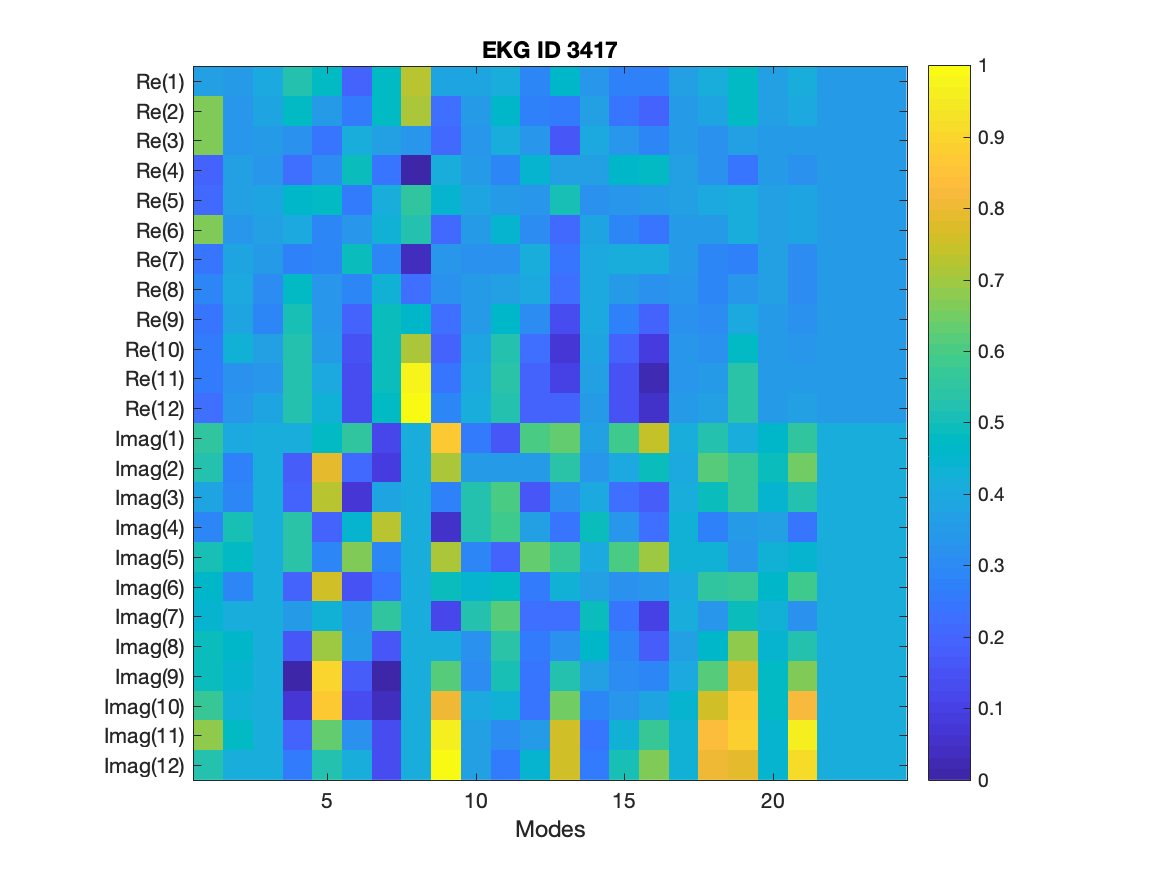 EKG ID 3417
Re(1)
Re(2)
Re(3)
Re(4)
Re(5)
Re(6)
Re(7)
Re(8)
Re(9)
Re(10)
Re(11)
Re(12)
Imag(1)
Imag(2)
Imag(3)
Imag(4)
Imag(5)
Imag(6)
Imag(7)
Imag(8)
Imag(9)
Imag(10)
Imag(11)
Imag(12)
5 10 15 20
Modes
1
0.9
0.8
0.7
0.6
0.5
0.4
0.3
0.2
0.1
0